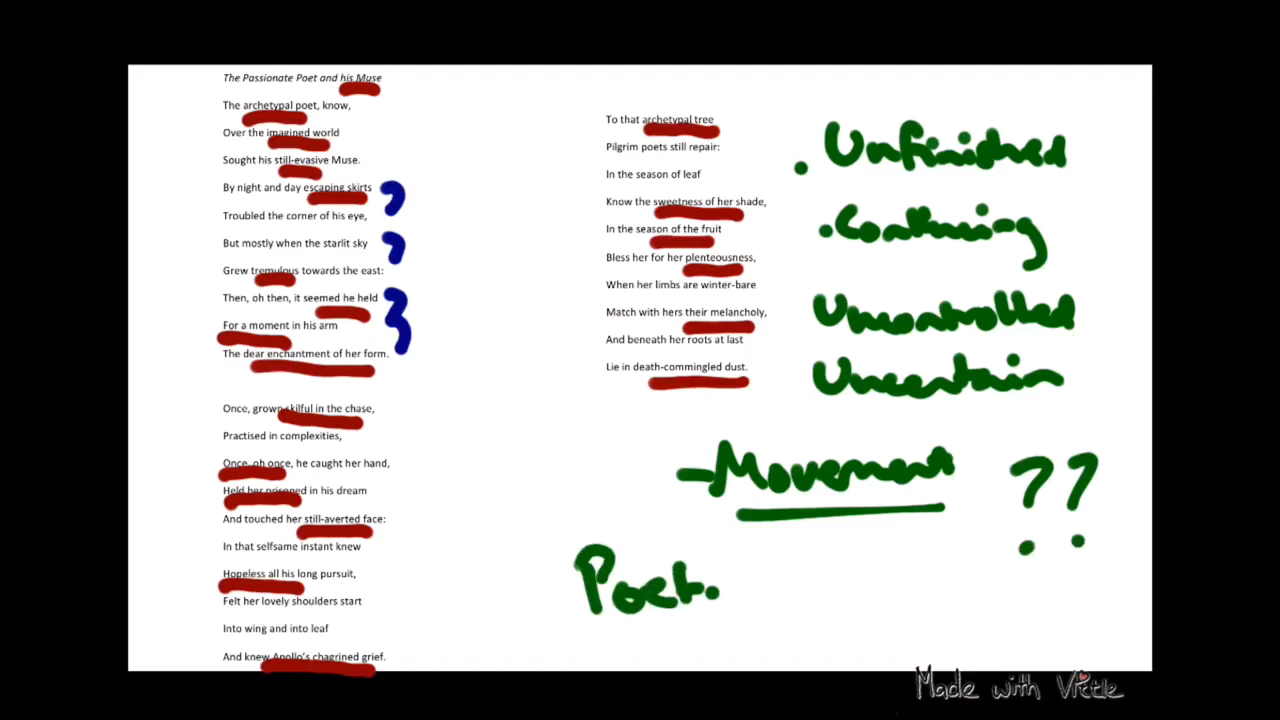 The Passionate Poet and his Muse
The archetypal poet, know,
Over the imagined world
Sought his still-evasive Muse.
By night and day escaping skirts
Troubled the corner of his eye,
But mostly when the starlit sky
Grew tremulous towards the east:
Then, oh then, it seemed he held
For a moment in his arm
The dear enchantment of her form.
Once, grown skilful in the chase,
Practised in complexities,
Once, oh once, he caught her hand,
Held her prisoned in his dream
And touched her still-averted face:
In that selfsame instant knew
Hopeless all his long pursuit,
Felt her lovely shoulders start
Into wing and into leaf
And knew Apollo's chagrined grief.
To that archetypal tree
Pilgrim poets still repair:
In the season of leaf
Know the sweetness of her shade,
In the season of the fruit
Bless her for her plenteousness,
When her limbs are winter-bare
Match with hers their melancholy,
And beneath her roots at last
Lie in death-commingled dust.
. Unfinished
. Continuing
Uncontrolled
Uncertain
- Movement ??
Poet.
Made with Vittle